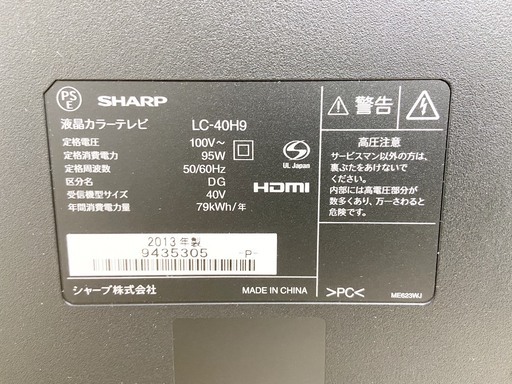 PS
E
SHARP
液晶カラーテレビ LC-40H9
定格電圧 100V～
定格消費電力 95W
定格周波数 50/60Hz
区分名 DG
受信機型サイズ 40V
年間消費電力量 79kWh/年
UL Japan
HDMI
2013年製
9435305 -P-
シャープ株式会社 MADE IN CHINA
警告
高圧注意
サービスマン以外の方は、
裏ぶたをあけないで
ください。
内部には高電圧部分が
数多くあり、万一さわると
危険です。
>PC<
ME623WJ